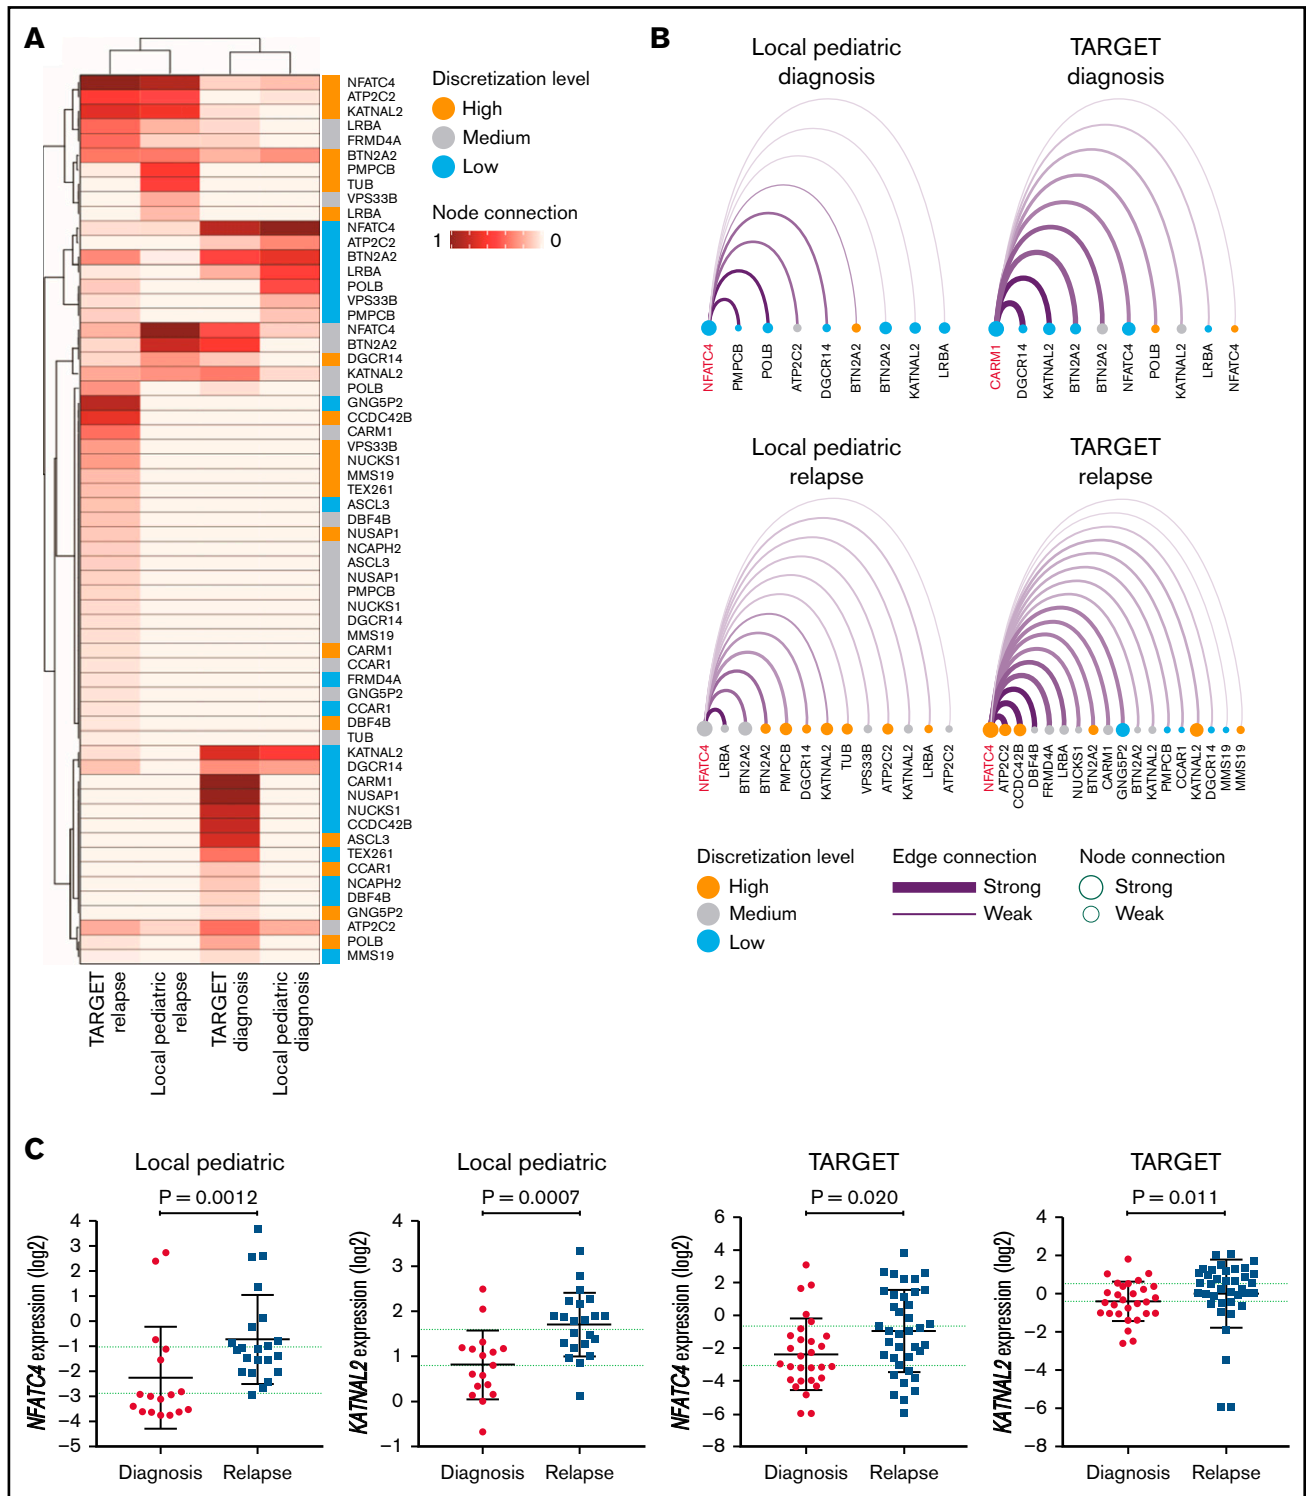 A
NFATC4
ATP2C2
KATNAL2
LRBA
FRMD4A
BTN2A2
PMPCB
TUB
VPS33B
LRBA
NFATC4
ATP2C2
BTN2A2
LRBA
POLB
VPS33B
PMPCB
NFATC4
BTN2A2
DGCR14
KATNAL2
POLB
GNG5P2
CCDC42B
CARM1
VPS33B
NUCKS1
MMS19
TEX261
ASCL3
DBF4B
NUSAP1
NCAPH2
ASCL3
NUSAP1
PMPCB
NUCKS1
DGCR14
MMS19
CARM1
CCAR1
FRMD4A
GNG5P2
CCAR1
DBF4B
TUB
KATNAL2
DGCR14
CARM1
NUSAP1
NUCKS1
CCDC42B
ASCL3
TEX261
CCAR1
NCAPH2
DBF4B
GNG5P2
ATP2C2
POLB
MMS19
TARGET
relapse
Local pediatric
relapse
TARGET
diagnosis
Local pediatric
diagnosis
Discretization level
High
Medium
Low
Node connection
1 0
B
Local pediatric
diagnosis
NFATC4
PMPCB
POLB
ATP2C2
DGCR14
BTN2A2
BTN2A2
KATNAL2
LRBA
TARGET
diagnosis
CARM1
DGCR14
KATNAL2
BTN2A2
BTN2A2
NFATC4
POLB
KATNAL2
LRBA
NFATC4
Local pediatric
relapse
NFATC4
LRBA
BTN2A2
BTN2A2
PMPCB
DGCR14
KATNAL2
TUB
VPS33B
ATP2C2
KATNAL2
LRBA
ATP2C2
TARGET
relapse
NFATC4
ATP2C2
CCDC42B
DBF4B
FRMD4A
LRBA
NUCKS1
BTN2A2
CARM1
GNG5P2
BTN2A2
KATNAL2
PMPCB
CCAR1
KATNAL2
DGCR14
MMS19
MMS19
Discretization level
High
Medium
Low
Edge connection
Strong
Weak
Node connection
Strong
Weak
C
Local pediatric
P = 0.0012
NFATC4 expression (log2)
4
3
2
1
0
−1
−2
−3
−4
−5
Diagnosis Relapse
Local pediatric
P = 0.0007
KATNAL2 expression (log2)
4
3
2
1
0
−1
Diagnosis Relapse
TARGET
P = 0.020
NFATC4 expression (log2)
6
4
2
0
−2
−4
−6
−8
Diagnosis Relapse
TARGET
P = 0.011
KATNAL2 expression (log2)
4
2
0
−2
−4
−6
−8
Diagnosis Relapse